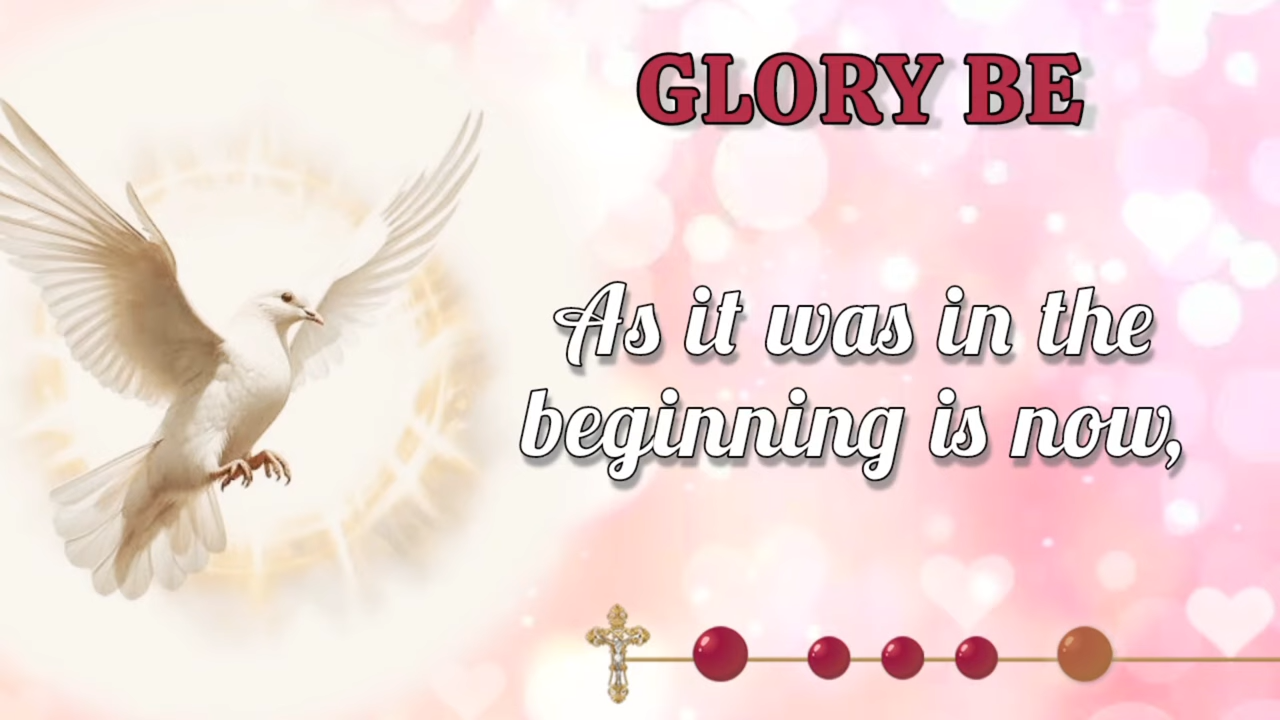 GLORY BE
As it was in the
beginning is now,